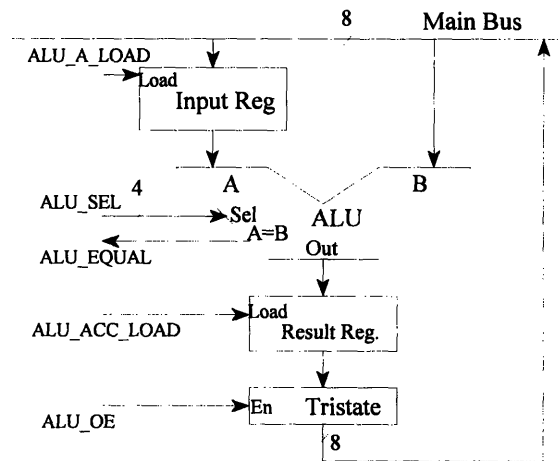 8
Main Bus
ALU_A_LOAD
Load
Input Reg
A
B
4
ALU_SEL
Sel
ALU
A=B
ALU_EQUAL
Out
Load
ALU_ACC_LOAD
Result Reg.
En
Tristate
ALU_OE
8